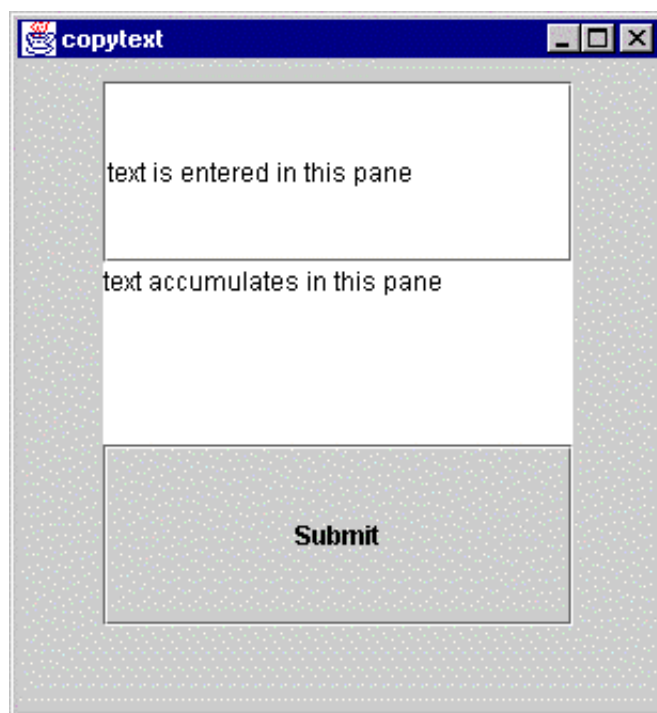 copytext
text is entered in this pane
text accumulates in this pane
Submit